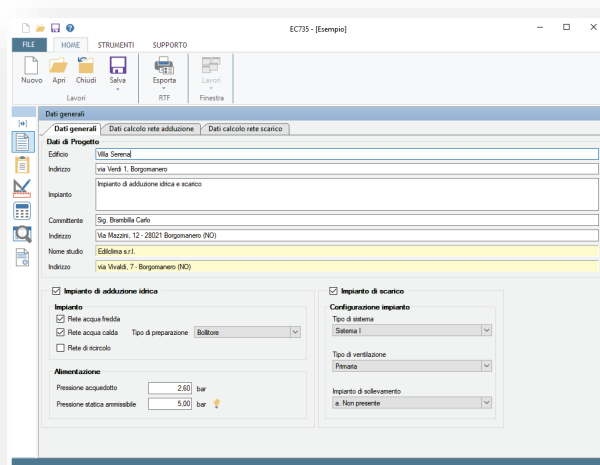 EC735 - [Esempio]
FILE HOME STRUMENTI SUPPORTO
Nuovo Apri Chiudi Salva Esporta Lavori
Lavori RTF Finestra
Dati generali
Dati generali Dati calcolo rete adduzione Dati calcolo rete scarico
Dati di Progetto
Edificio Villa Serena
Indirizzo via Verdi 1, Borgomanero
Impianto Impianto di adduzione idrica e scarico
Committente Sig. Brambilla Carlo
Indirizzo Via Mazzini, 12 - 28021 Borgomanero (NO)
Nome studio Edilclima s.r.l.
Indirizzo via Vivaldi, 7 - Borgomanero (NO)
Impianto di adduzione idrica
Impianto
Rete acqua fredda
Rete acqua calda Tipo di preparazione Bollitore
Rete di ricircolo
Alimentazione
Pressione acquedotto 2,60 bar
Pressione statica ammissibile 5,00 bar
Impianto di scarico
Configurazione impianto
Tipo di sistema
Sistema I
Tipo di ventilazione
Primaria
Impianto di sollevamento
a. Non presente